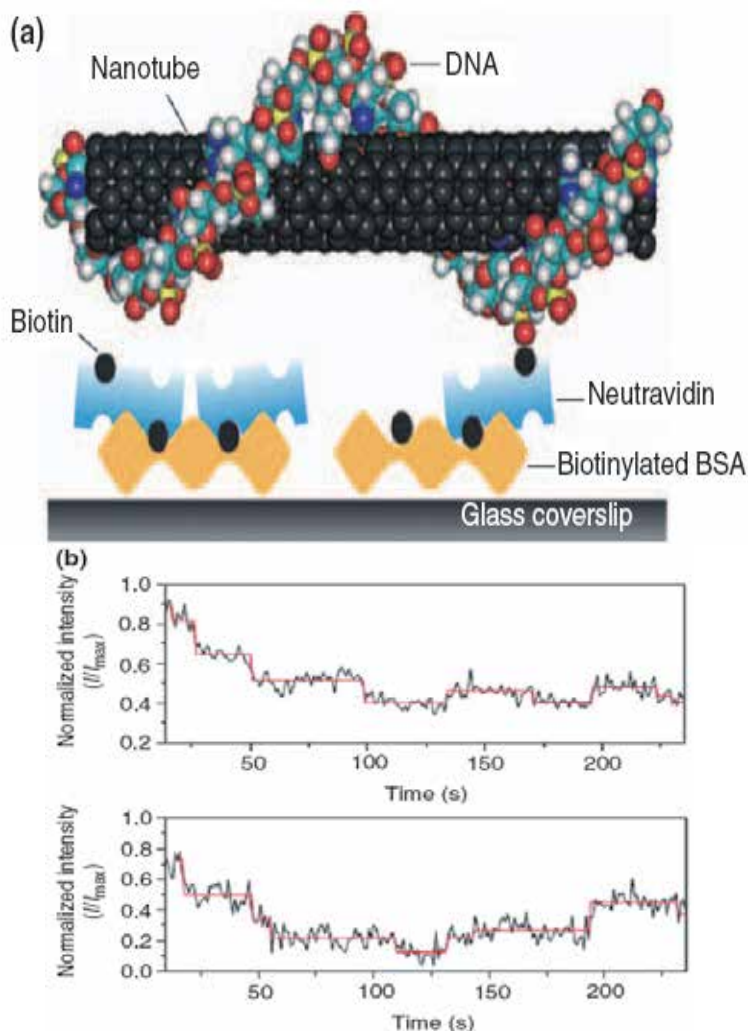 (a)
Nanotube
DNA
Biotin
Neutravidin
Biotinylated BSA
Glass coverslip
(b)
Normalized intensity
(I/Imax)
1.0
0.8
0.6
0.4
0.2
50
100
150
200
Time (s)
Normalized intensity
(I/Imax)
1.0
0.8
0.6
0.4
0.2
0.0
50
100
150
200
Time (s)